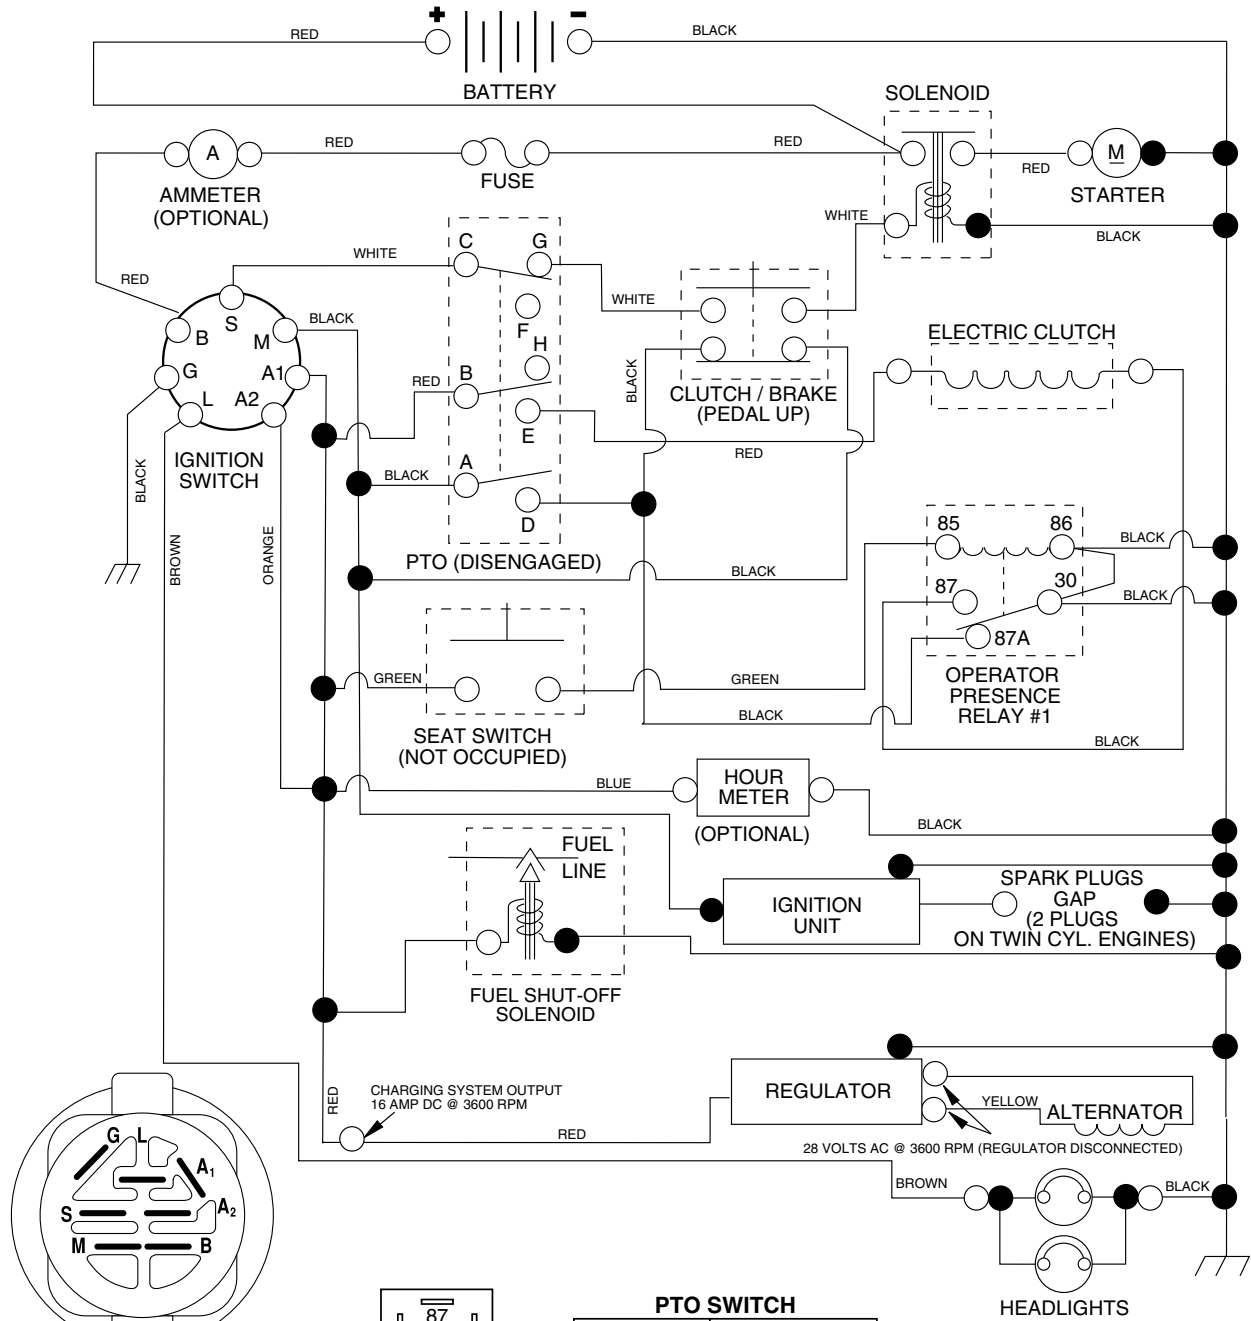 +
−
RED
BLACK
BATTERY
SOLENOID
A
RED
RED
RED
M
FUSE
STARTER
AMMETER
(OPTIONAL)
WHITE
BLACK
C
G
WHITE
RED
WHITE
S
BLACK
F
B
M
ELECTRIC CLUTCH
H
G
A1
RED
B
BLACK
CLUTCH / BRAKE
(PEDAL UP)
L
A2
E
RED
IGNITION
SWITCH
A
BLACK
BLACK
D
85
86
BLACK
BROWN
ORANGE
PTO (DISENGAGED)
BLACK
87
30
BLACK
87A
GREEN
GREEN
OPERATOR
PRESENCE
RELAY #1
BLACK
SEAT SWITCH
(NOT OCCUPIED)
BLACK
BLUE
HOUR
METER
(OPTIONAL)
BLACK
FUEL
LINE
IGNITION
UNIT
SPARK PLUGS
GAP
(2 PLUGS
ON TWIN CYL. ENGINES)
FUEL SHUT-OFF
SOLENOID
RED
CHARGING SYSTEM OUTPUT
16 AMP DC @ 3600 RPM
RED
REGULATOR
YELLOW
ALTERNATOR
28 VOLTS AC @ 3600 RPM (REGULATOR DISCONNECTED)
BROWN
BLACK
G
L
A1
A2
S
M
B
HEADLIGHTS
87
PTO SWITCH